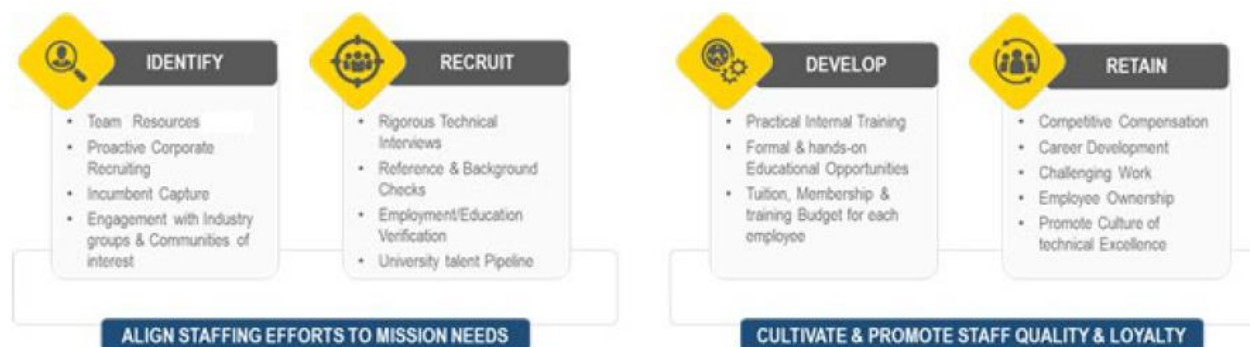 IDENTIFY
Team Resources
Proactive Corporate
Recruiting
Incumbent Capture
Engagement with Industry
groups & Communities of
interest
RECRUIT
Rigorous Technical
Interviews
Reference & Background
Checks
Employment/Education
Verification
University talent Pipeline
ALIGN STAFFING EFFORTS TO MISSION NEEDS
DEVELOP
Practical Internal Training
Formal & hands-on
Educational Opportunities
Tuition, Membership &
training Budget for each
employee
RETAIN
Competitive Compensation
Career Development
Challenging Work
Employee Ownership
Promote Culture of
technical Excellence
CULTIVATE & PROMOTE STAFF QUALITY & LOYALTY